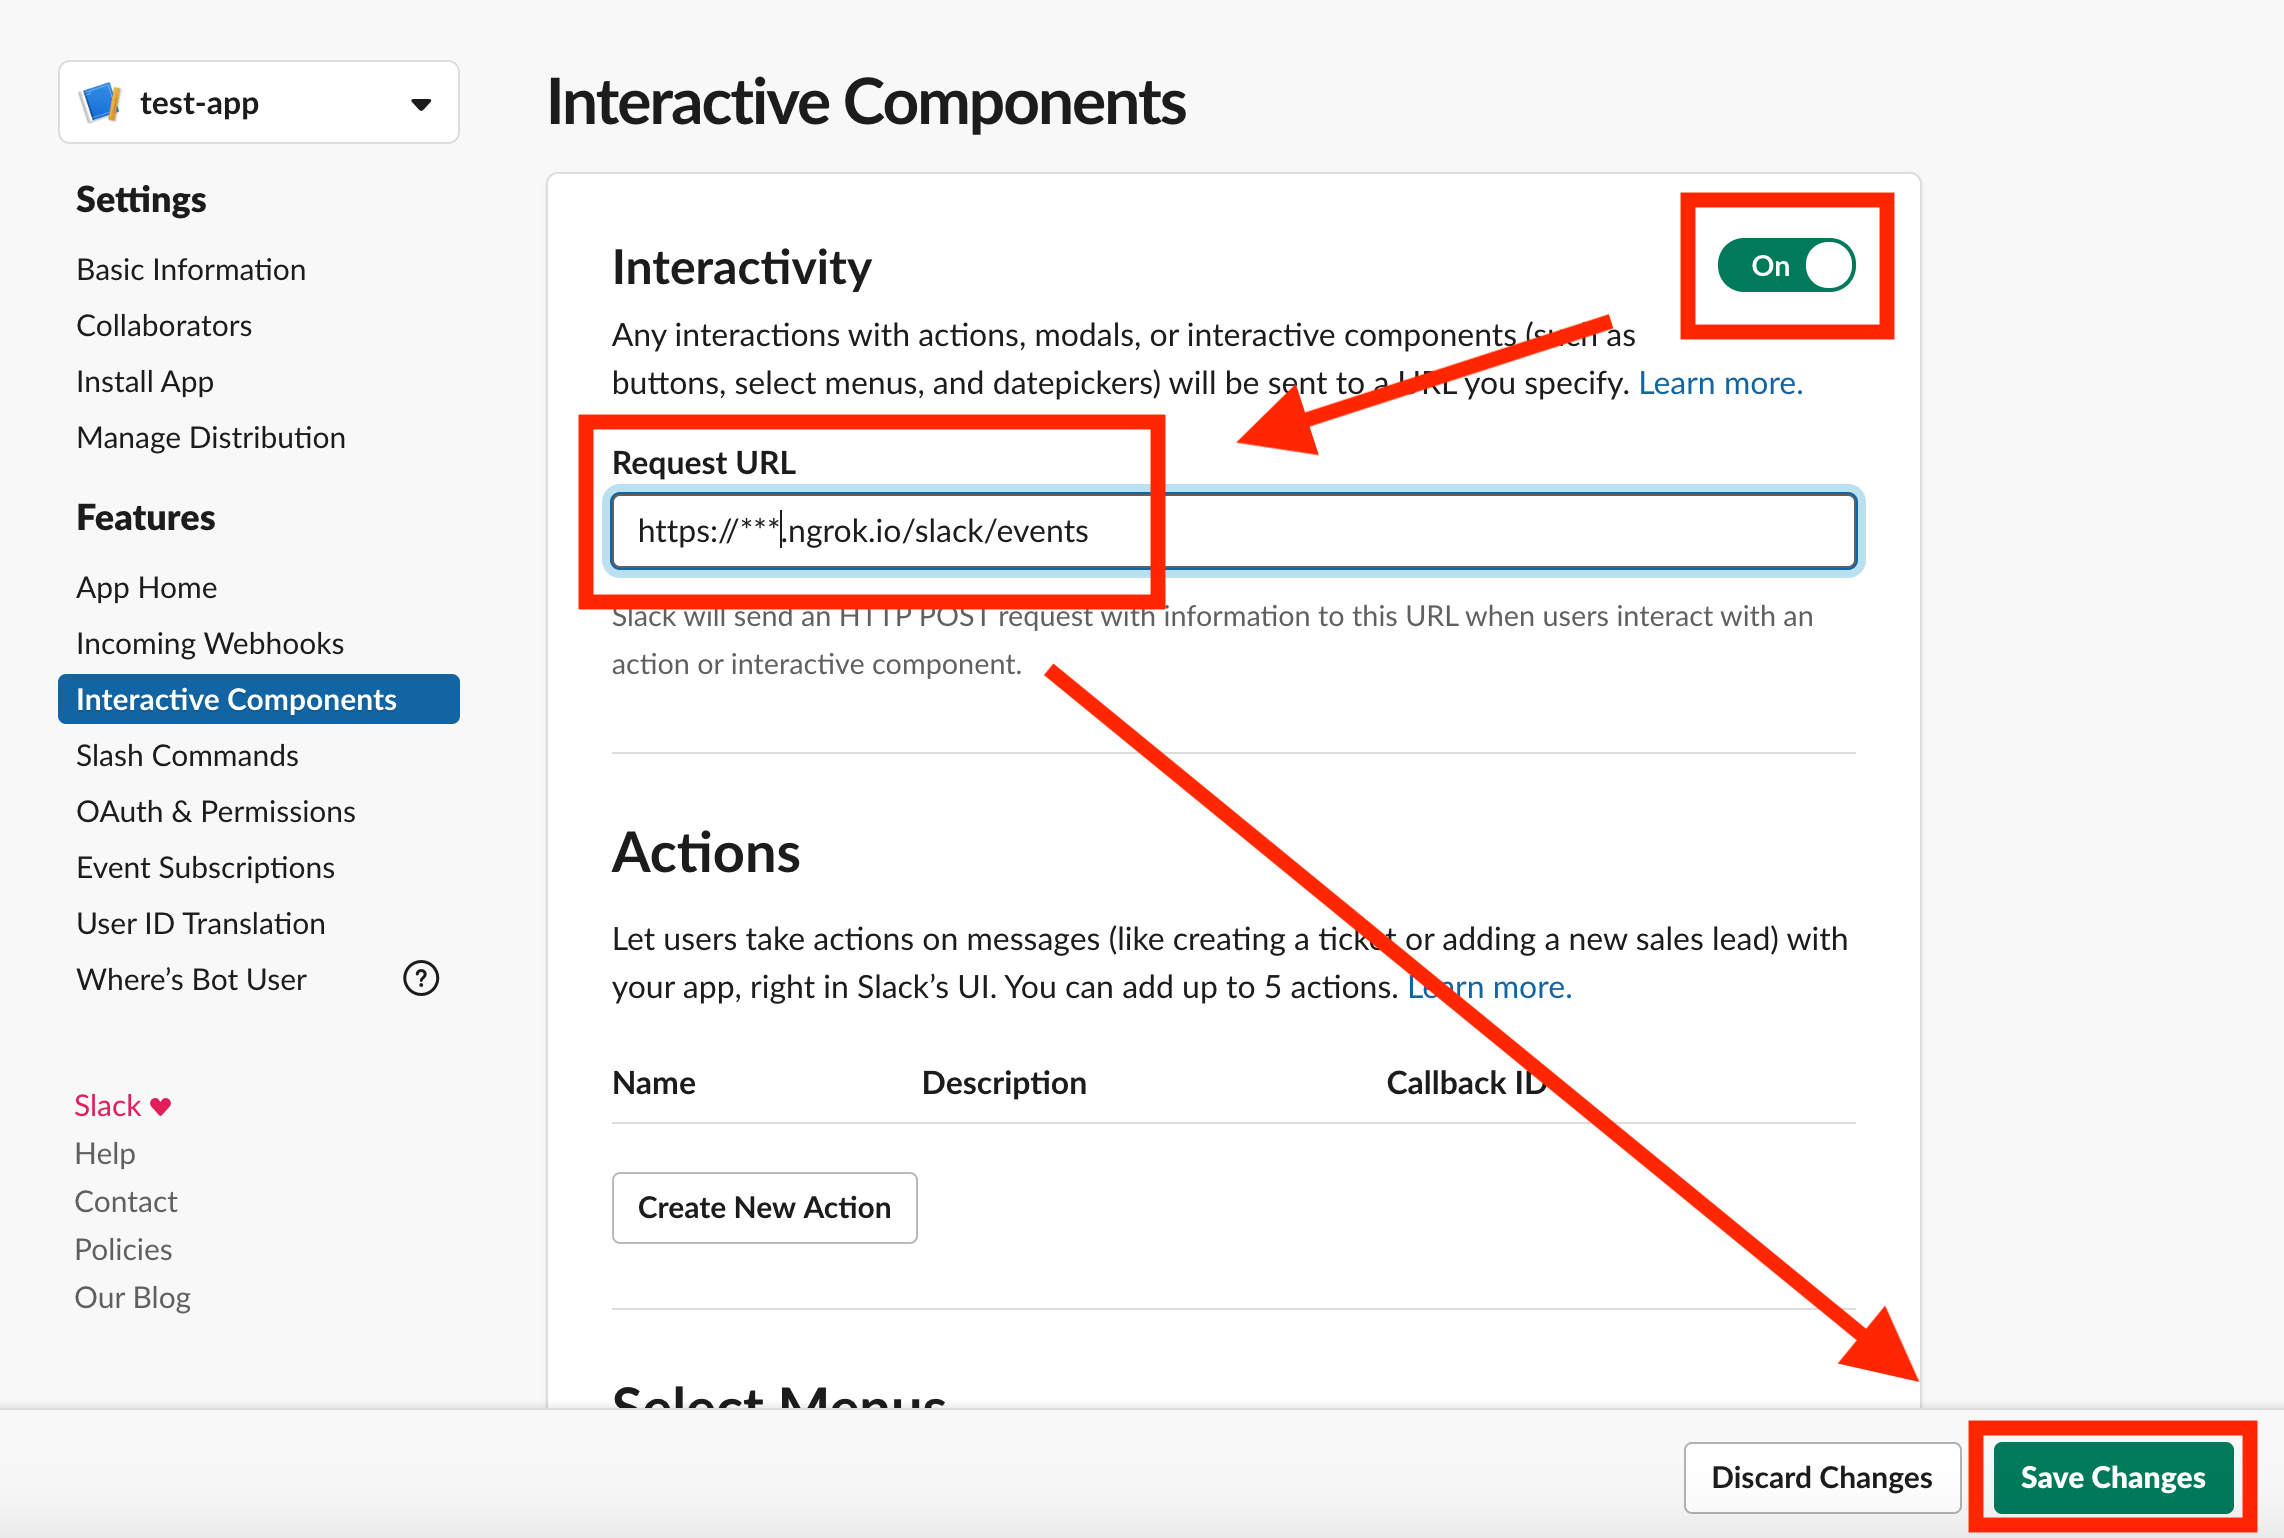 test-app
Settings
Basic Information
Collaborators
Install App
Manage Distribution
Features
App Home
Incoming Webhooks
Interactive Components
Slash Commands
OAuth & Permissions
Event Subscriptions
User ID Translation
Where’s Bot User ?
Slack ♥
Help
Contact
Policies
Our Blog
Interactive Components
Interactivity
On
Any interactions with actions, modals, or interactive components (such as
buttons, select menus, and datepickers) will be sent to a URL you specify. Learn more.
Request URL
https://***.ngrok.io/slack/events
Slack will send an HTTP POST request with information to this URL when users interact with an
action or interactive component.
Actions
Let users take actions on messages (like creating a ticket or adding a new sales lead) with
your app, right in Slack’s UI. You can add up to 5 actions. Learn more.
Name Description Callback ID
Create New Action
Select Menus
Discard Changes Save Changes